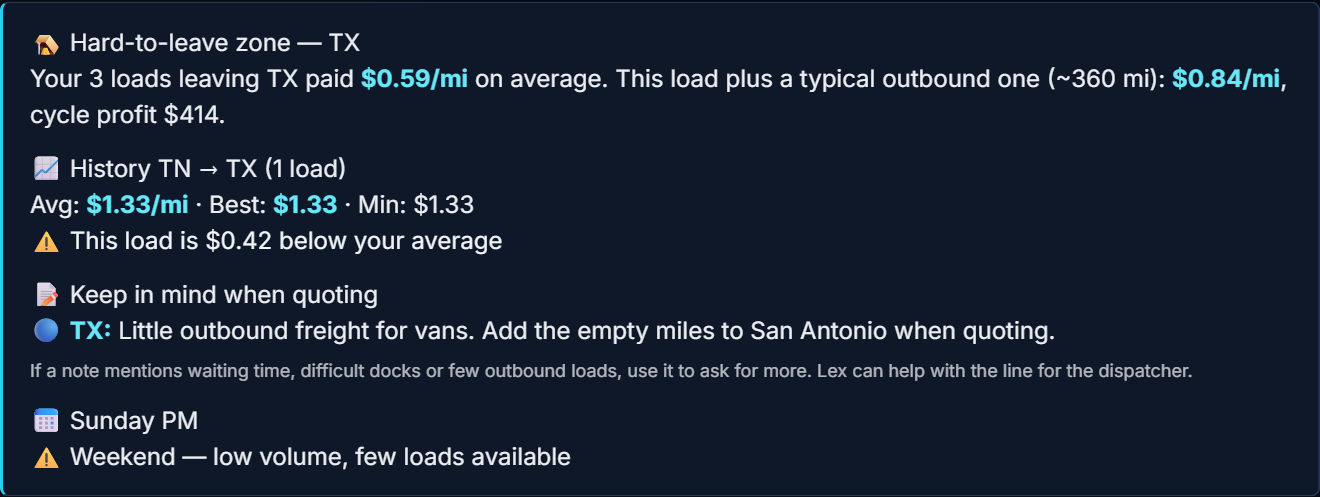 Hard-to-leave zone — TX
Your 3 loads leaving TX paid $0.59/mi on average. This load plus a typical outbound one (~360 mi): $0.84/mi,
cycle profit $414.
History TN → TX (1 load)
Avg: $1.33/mi · Best: $1.33 · Min: $1.33
This load is $0.42 below your average
Keep in mind when quoting
TX: Little outbound freight for vans. Add the empty miles to San Antonio when quoting.
If a note mentions waiting time, difficult docks or few outbound loads, use it to ask for more. Lex can help with the line for the dispatcher.
Sunday PM
Weekend — low volume, few loads available